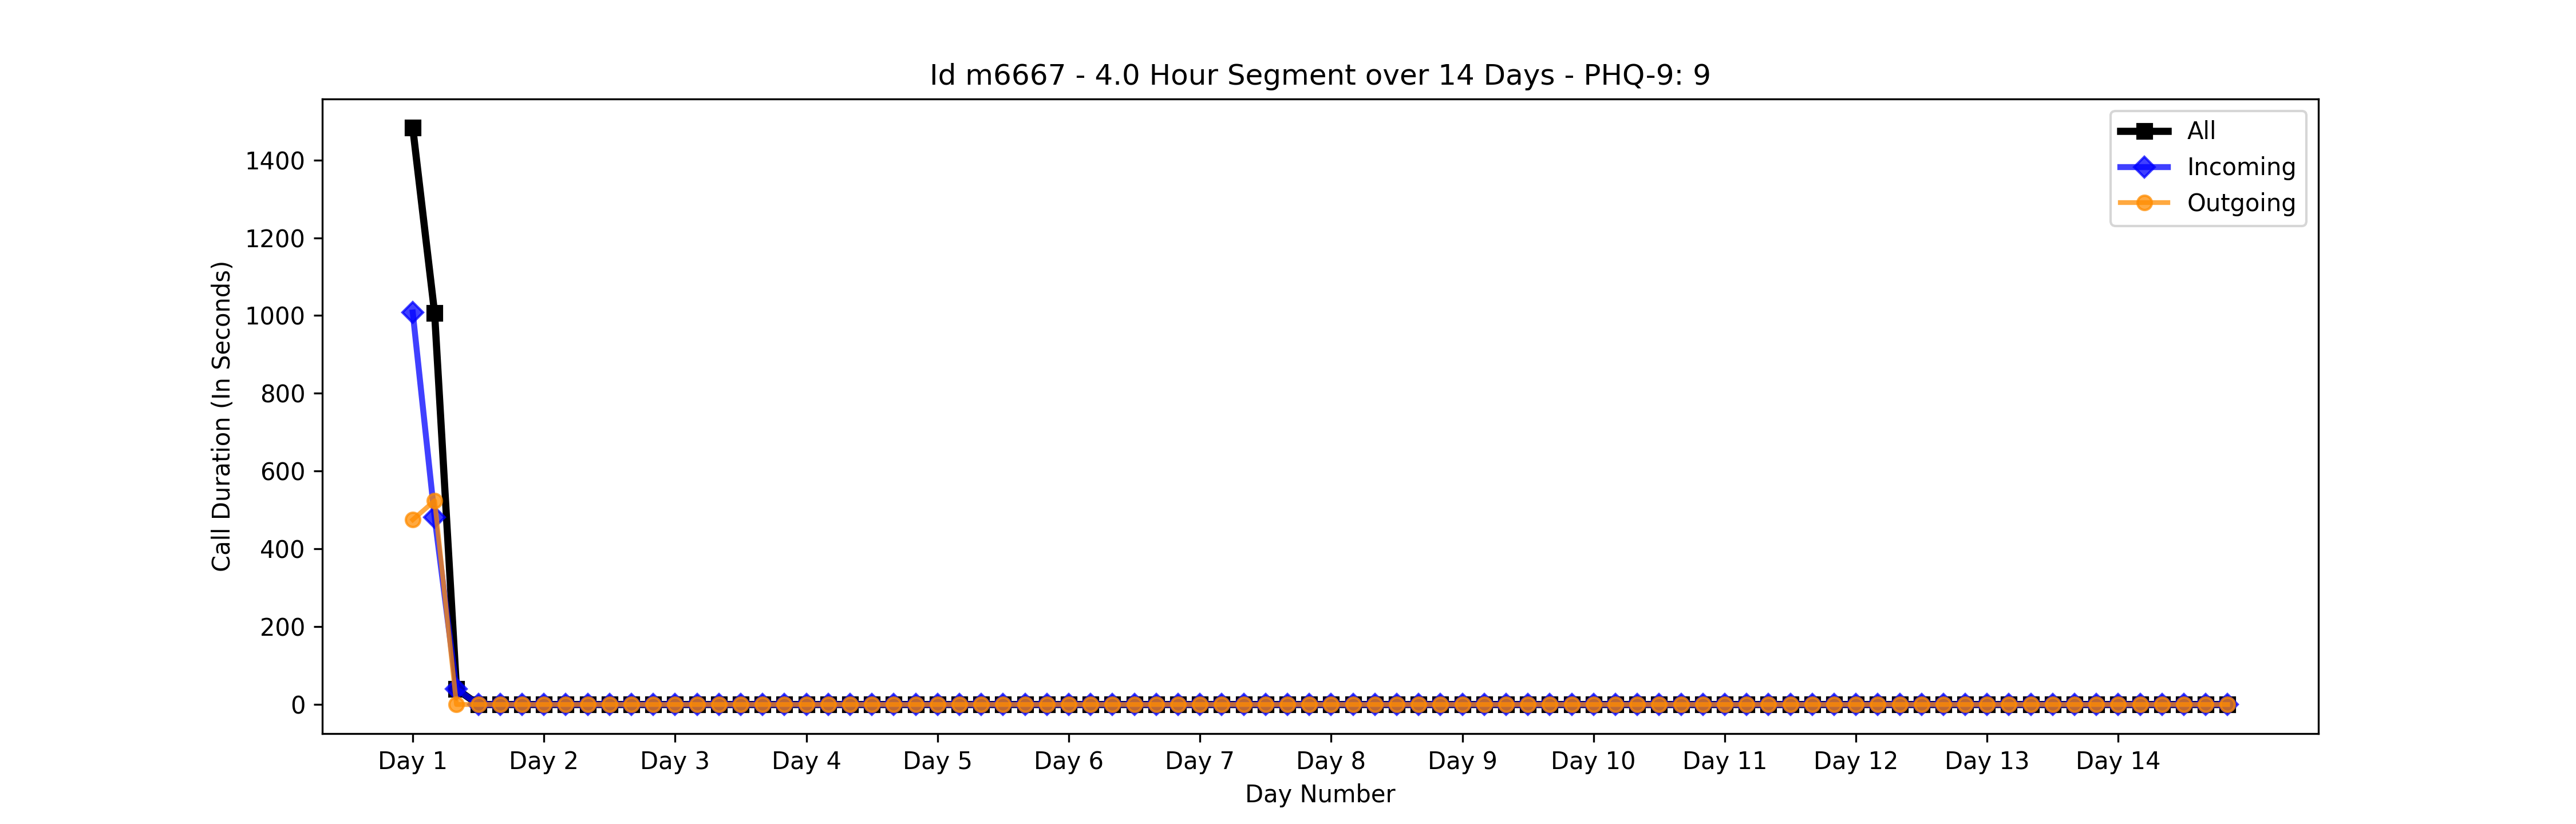 Id m6667 - 4.0 Hour Segment over 14 Days - PHQ-9: 9
All
Incoming
Outgoing
Call Duration (In Seconds)
1400
1200
1000
800
600
400
200
0
Day 1 Day 2 Day 3 Day 4 Day 5 Day 6 Day 7 Day 8 Day 9 Day 10 Day 11 Day 12 Day 13 Day 14
Day Number